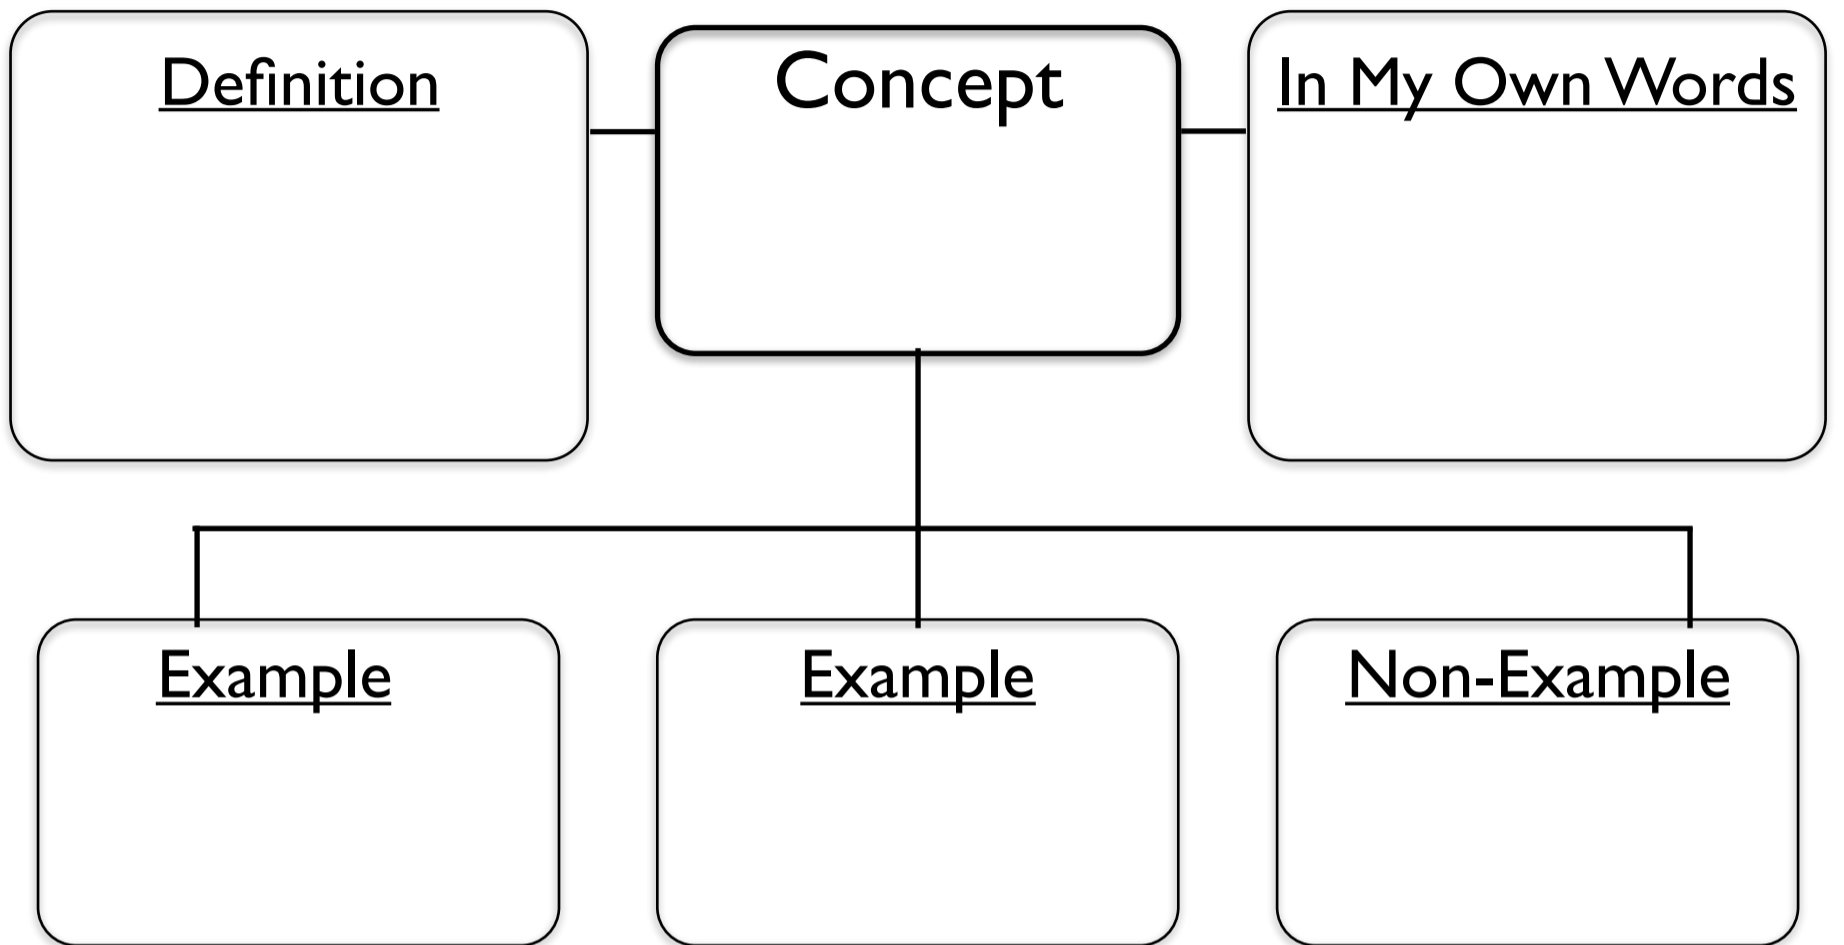 Definition
Concept
In My Own Words
Example
Example
Non-Example